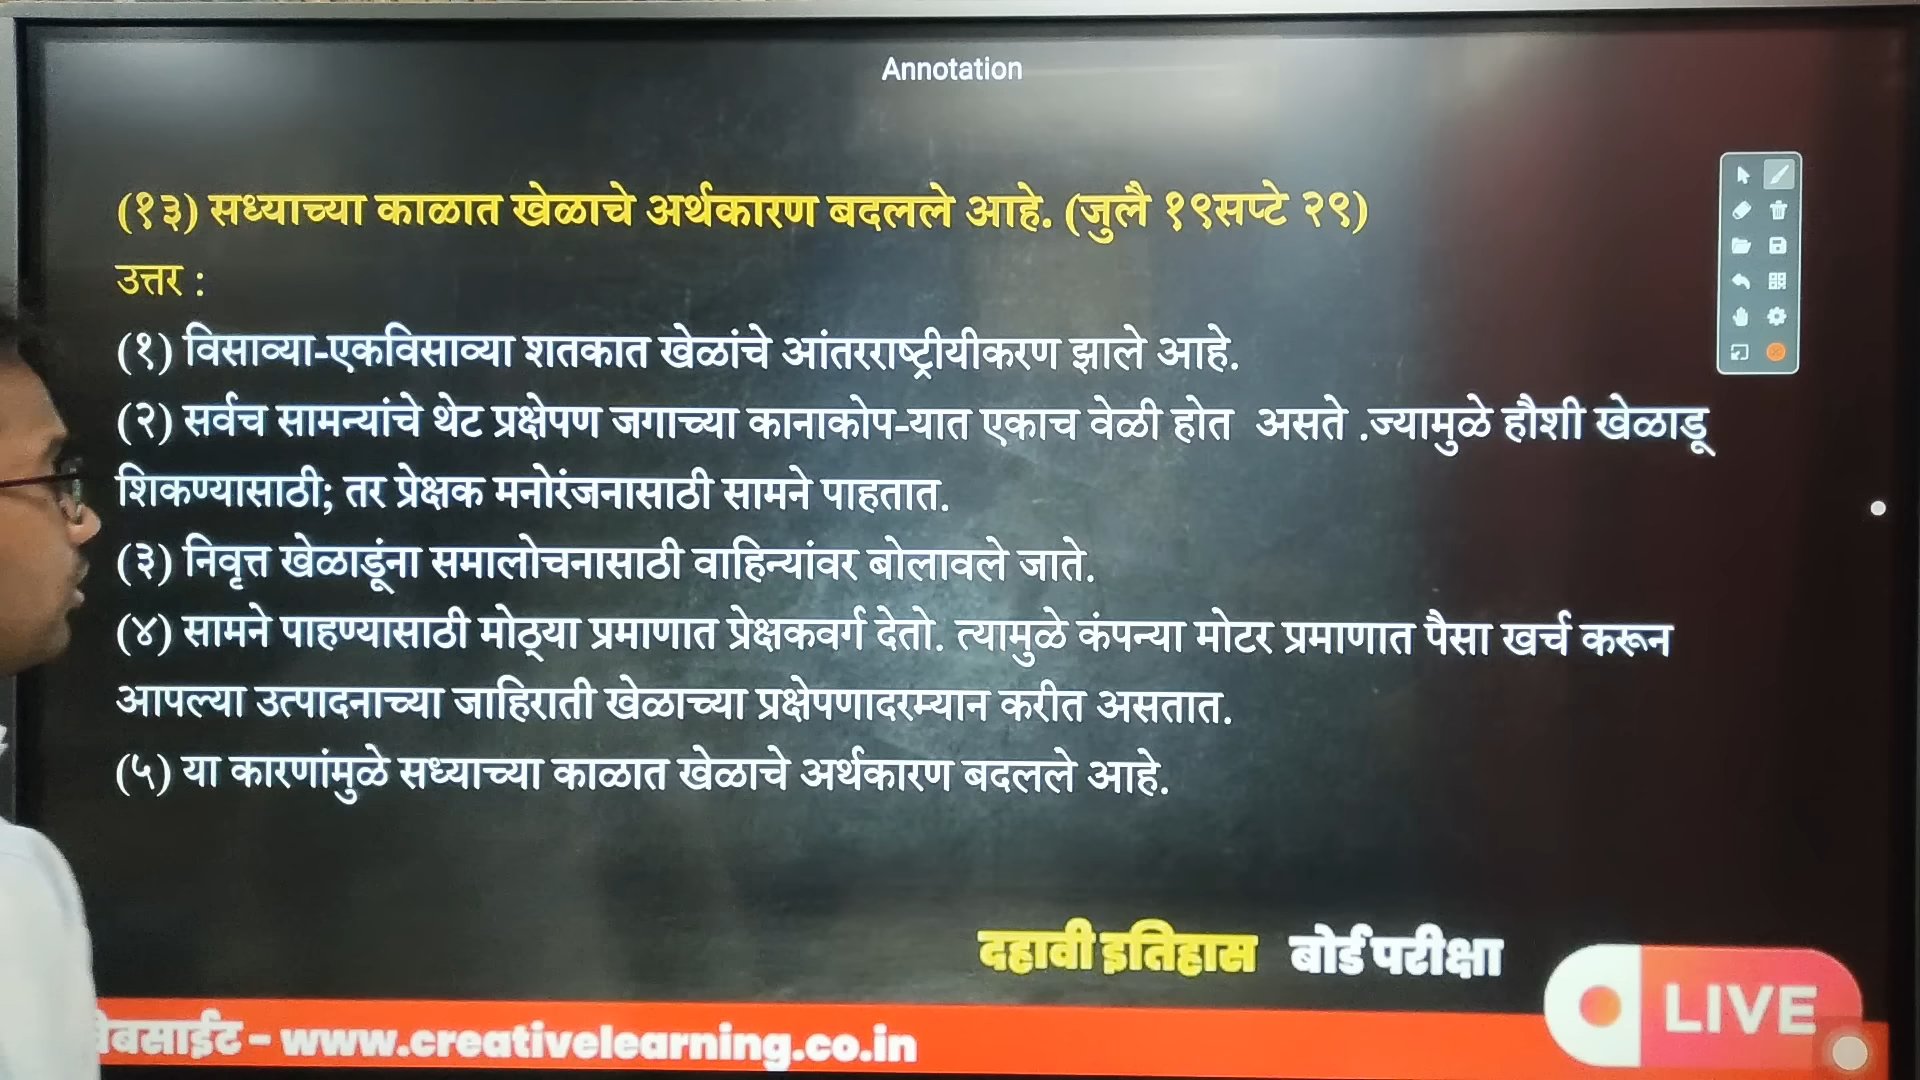 Annotation
(१३) सध्याच्या काळात खेळाचे अर्थकारण बदलले आहे. (जुलै १९सप्टे २९)
उत्तर :
(१) विसाव्या-एकविसाव्या शतकात खेळांचे आंतरराष्ट्रीयीकरण झाले आहे.
(२) सर्वच सामन्यांचे थेट प्रक्षेपण जगाच्या कानाकोप-यात एकाच वेळी होत असते .ज्यामुळे हौशी खेळाडू
शिकण्यासाठी; तर प्रेक्षक मनोरंजनासाठी सामने पाहतात.
(३) निवृत्त खेळाडूंना समालोचनासाठी वाहिन्यांवर बोलावले जाते.
(४) सामने पाहण्यासाठी मोठ्या प्रमाणात प्रेक्षकवर्ग देतो. त्यामुळे कंपन्या मोटर प्रमाणात पैसा खर्च करून
आपल्या उत्पादनाच्या जाहिराती खेळाच्या प्रक्षेपणादरम्यान करीत असतात.
(५) या कारणांमुळे सध्याच्या काळात खेळाचे अर्थकारण बदलले आहे.
दहावी इतिहास बोर्ड परीक्षा
LIVE
वेबसाईट - www.creativelearning.co.in